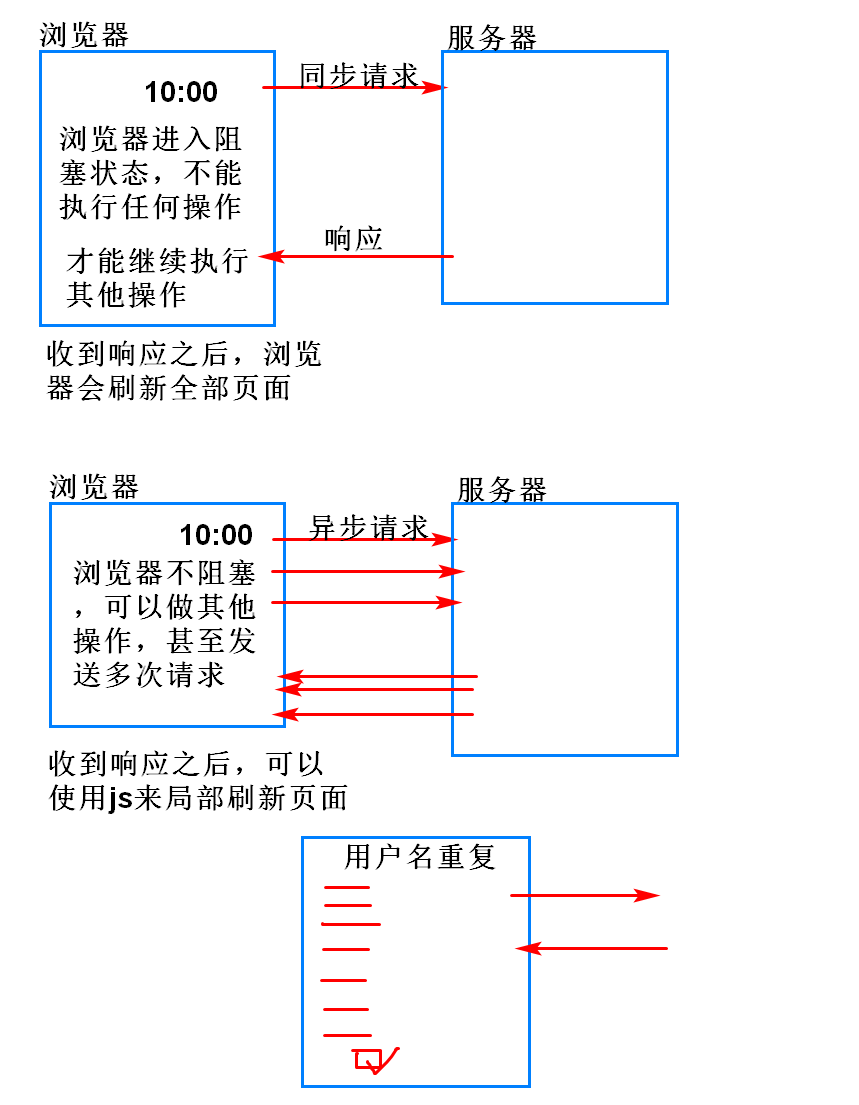 浏览器
服务器
10:00
同步请求
浏览器进入阻
塞状态，不能
执行任何操作
响应
才能继续执行
其他操作
收到响应之后，浏览
器会刷新全部页面
浏览器
服务器
10:00
异步请求
浏览器不阻塞
，可以做其他
操作，甚至发
送多次请求
收到响应之后，可以
使用js来局部刷新页面
用户名重复